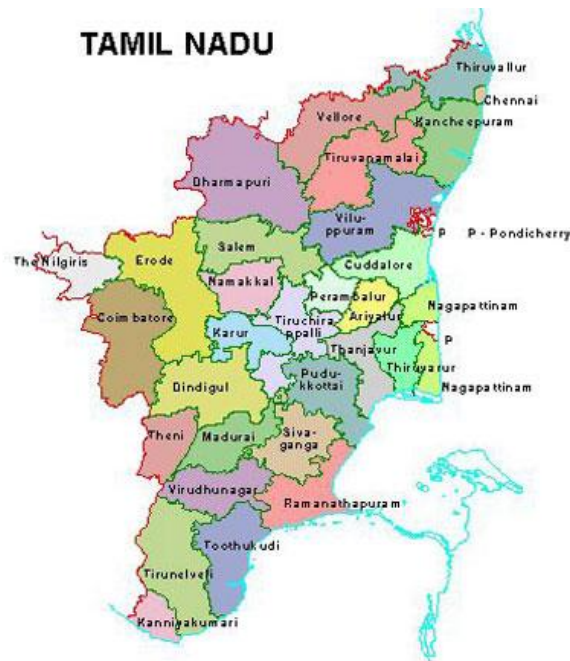 TAMIL NADU
Thiruvallur
Chennai
Vellore
Kancheepuram
Tiruvanamalai
Dharmapuri
Vilu-
ppuram
P P - Pondicherry
Salem
The Nilgiris
Erode
Cuddalore
Namakkal
Perambalur
Nagapattinam
Coimbatore
Tiruchira
ppalli
Ariyalur
Karur
P
Thanjavur
Thiruvarur
Pudu-
kkottai
Dindigul
Nagapattinam
Theni
Madurai
Siva-
ganga
Virudhunagar
Ramanathapuram
Toothukudi
Tirunelveli
Kanniyakumari